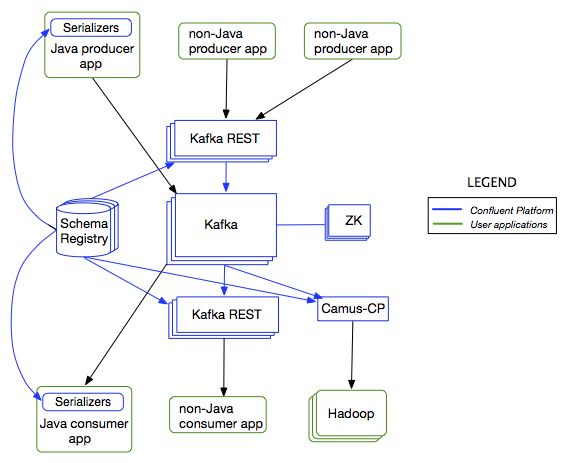 Serializers
Java producer
app
non-Java
producer app
non-Java
producer app
Kafka REST
Schema
Registry
Kafka
ZK
LEGEND
Confluent Platform
User applications
Kafka REST
Camus-CP
Serializers
Java consumer
app
non-Java
consumer app
Hadoop